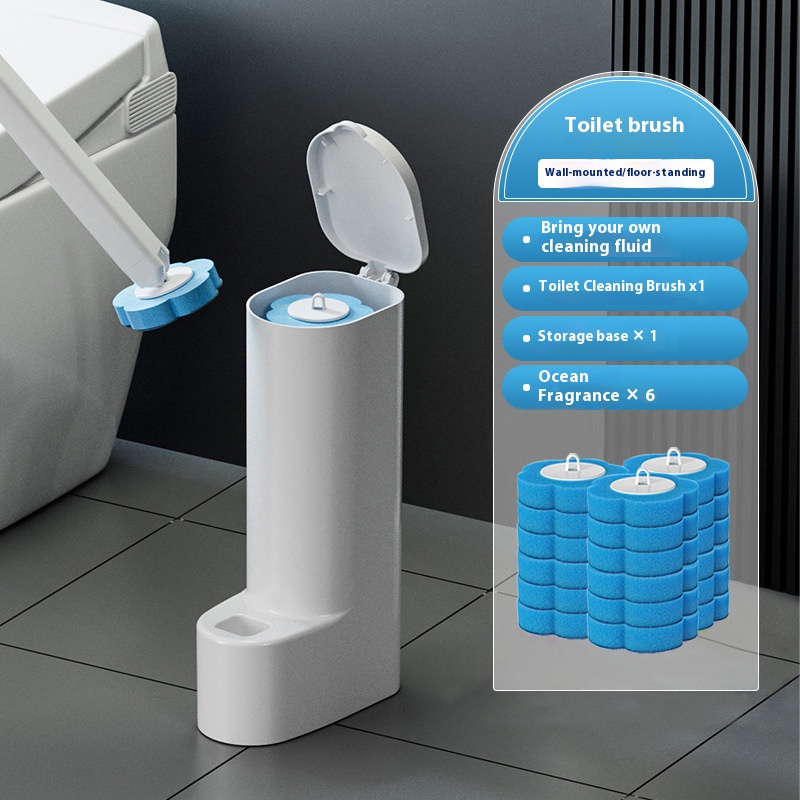 Toilet brush
Wall-mounted/floor-standing
Bring your own
cleaning fluid
Toilet Cleaning Brush x1
Storage base × 1
Ocean
Fragrance × 6